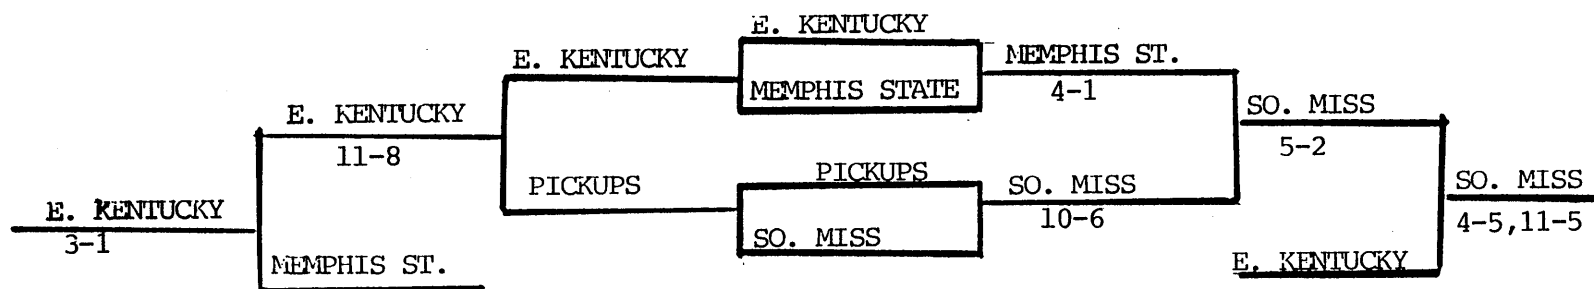 E. KENTUCKY
E. KENTUCKY
MEMPHIS ST.
MEMPHIS STATE
4-1
E. KENTUCKY
11-8
SO. MISS
5-2
PICKUPS
PICKUPS
SO. MISS
10-6
SO. MISS
4-5,11-5
E. KENTUCKY
3-1
SO. MISS
MEMPHIS ST.
E. KENTUCKY